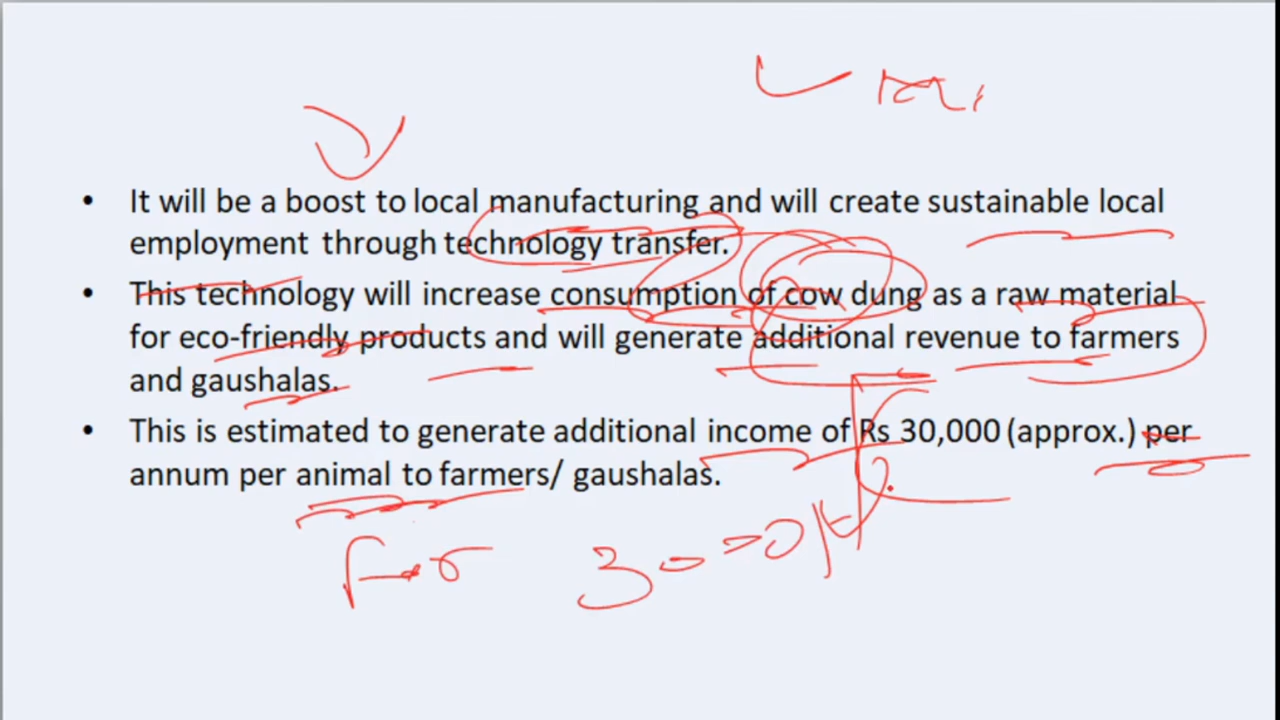 • It will be a boost to local manufacturing and will create sustainable local
employment through technology transfer.
• This technology will increase consumption of cow dung as a raw material
for eco-friendly products and will generate additional revenue to farmers
and gaushalas.
• This is estimated to generate additional income of Rs 30,000 (approx.) per
annum per animal to farmers/ gaushalas.